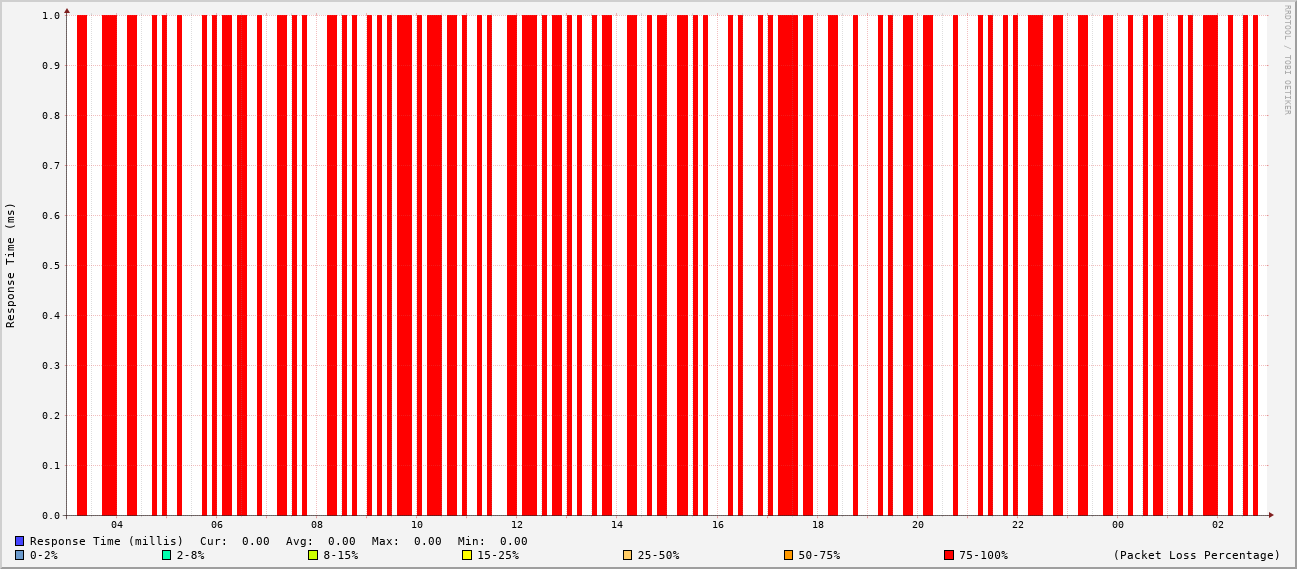 RRDTOOL / TOBI OETIKER
1.0
0.9
0.8
0.7
0.6
0.5
0.4
0.3
0.2
0.1
0.0
Response Time (ms)
04 06 08 10 12 14 16 18 20 22 00 02
Response Time (millis) Cur: 0.00 Avg: 0.00 Max: 0.00 Min: 0.00
0-2% 2-8% 8-15% 15-25% 25-50% 50-75% 75-100% (Packet Loss Percentage)